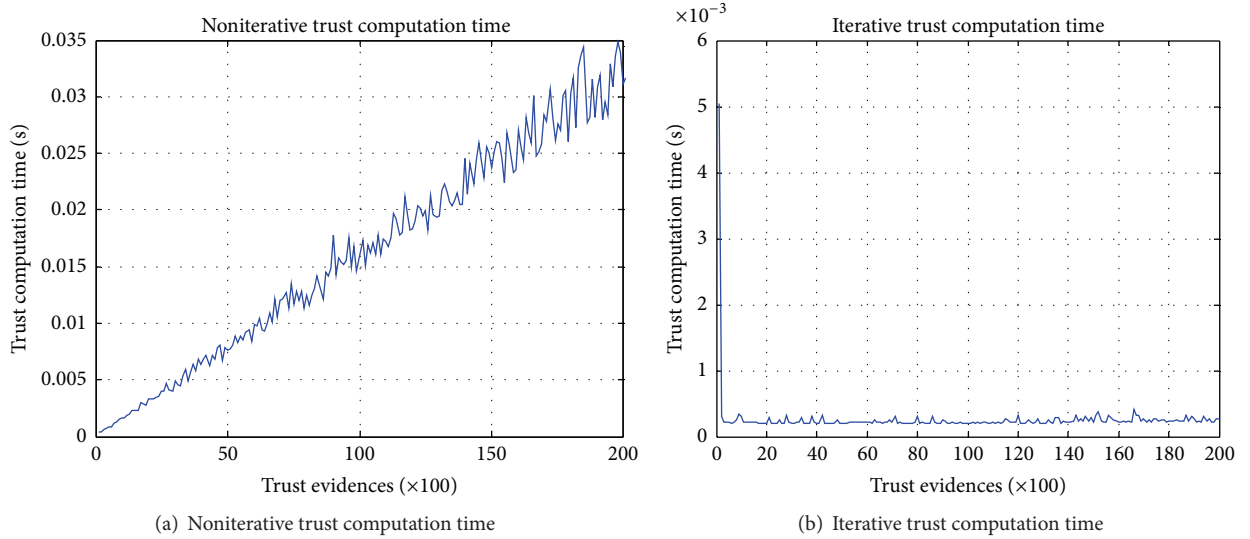 Noniterative trust computation time
0.035
0.03
0.025
0.02
0.015
0.01
0.005
0
Trust computation time (s)
0 50 100 150 200
Trust evidences (×100)
(a) Noniterative trust computation time
×10−3
Iterative trust computation time
6
5
4
3
2
1
0
Trust computation time (s)
0 20 40 60 80 100 120 140 160 180 200
Trust evidences (×100)
(b) Iterative trust computation time